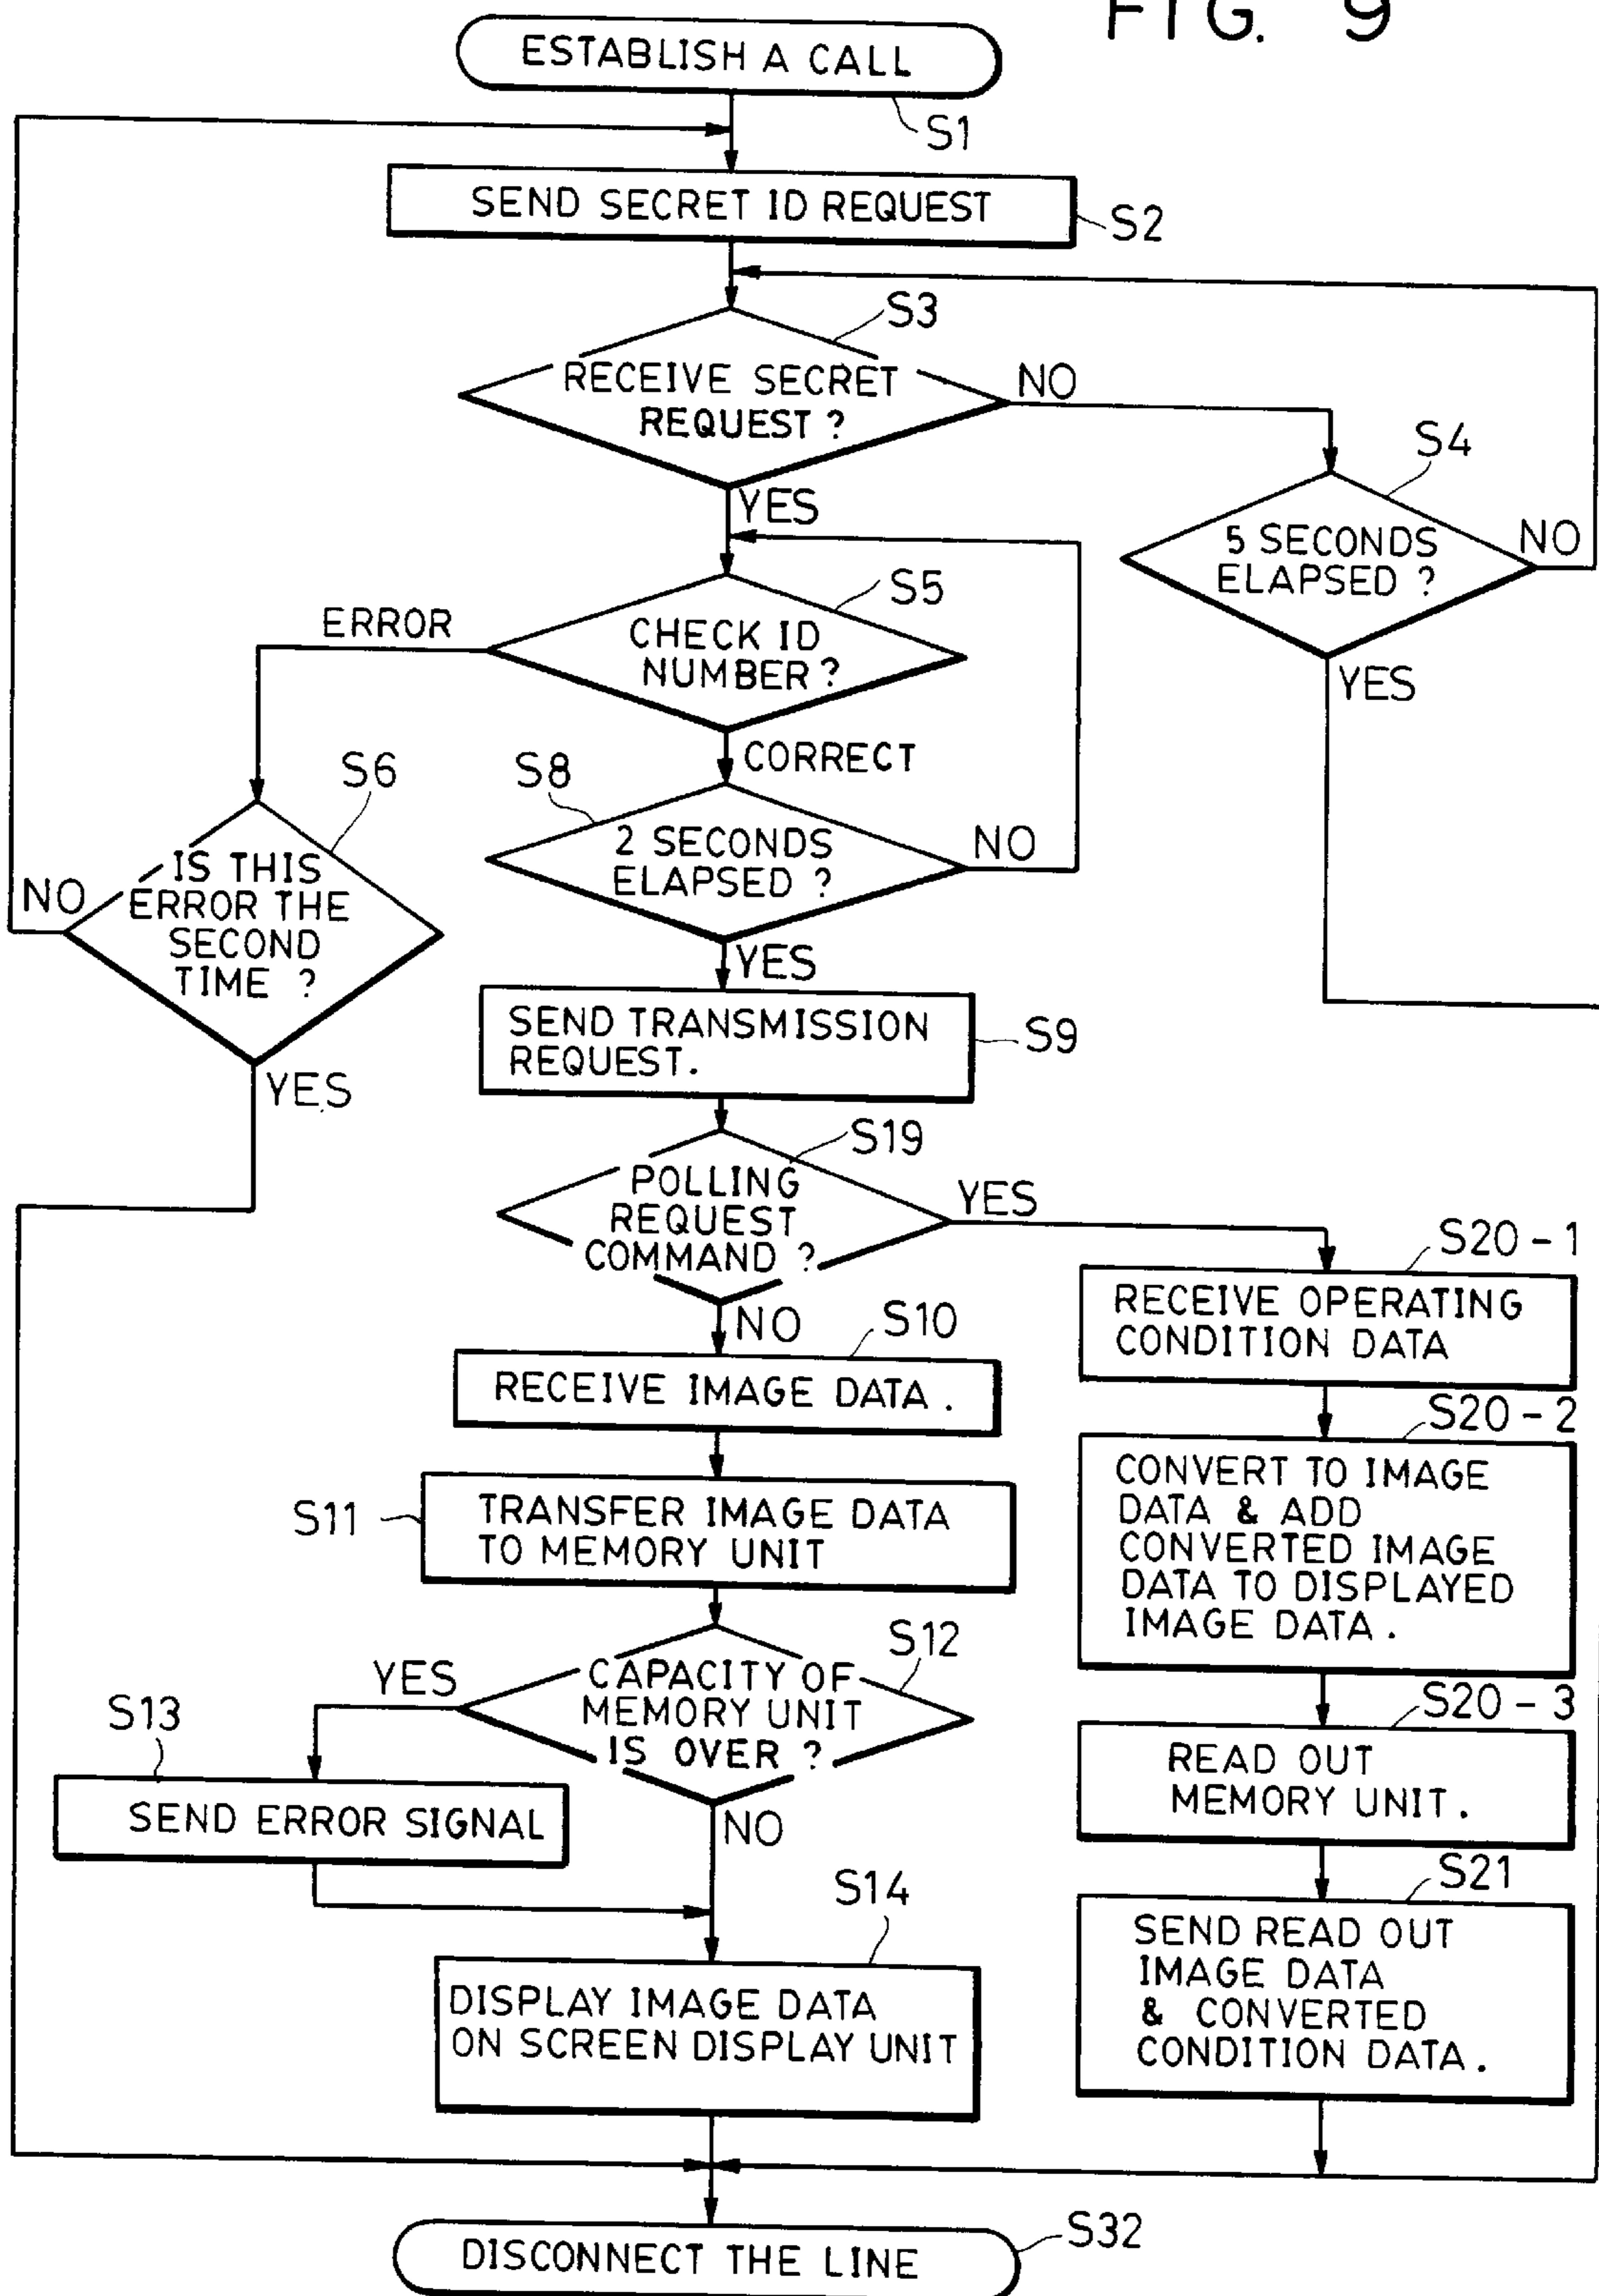 FIG. 9
ESTABLISH A CALL
S1
SEND SECRET ID REQUEST
S2
S3
RECEIVE SECRET
REQUEST ?
NO
YES
S4
5 SECONDS
ELAPSED ?
NO
YES
S5
CHECK ID
NUMBER ?
ERROR
CORRECT
S6
IS THIS
ERROR THE
SECOND
TIME ?
NO
YES
S8
2 SECONDS
ELAPSED ?
NO
YES
SEND TRANSMISSION
REQUEST.
S9
S19
POLLING
REQUEST
COMMAND ?
YES
NO
S10
RECEIVE IMAGE DATA .
S11
TRANSFER IMAGE DATA
TO MEMORY UNIT
S12
CAPACITY OF
MEMORY UNIT
IS OVER ?
YES
NO
S13
SEND ERROR SIGNAL
S14
DISPLAY IMAGE DATA
ON SCREEN DISPLAY UNIT
S20-1
RECEIVE OPERATING
CONDITION DATA
S20-2
CONVERT TO IMAGE
DATA & ADD
CONVERTED IMAGE
DATA TO DISPLAYED
IMAGE DATA .
S20-3
READ OUT
MEMORY UNIT .
S21
SEND READ OUT
IMAGE DATA
& CONVERTED
CONDITION DATA .
DISCONNECT THE LINE
S32